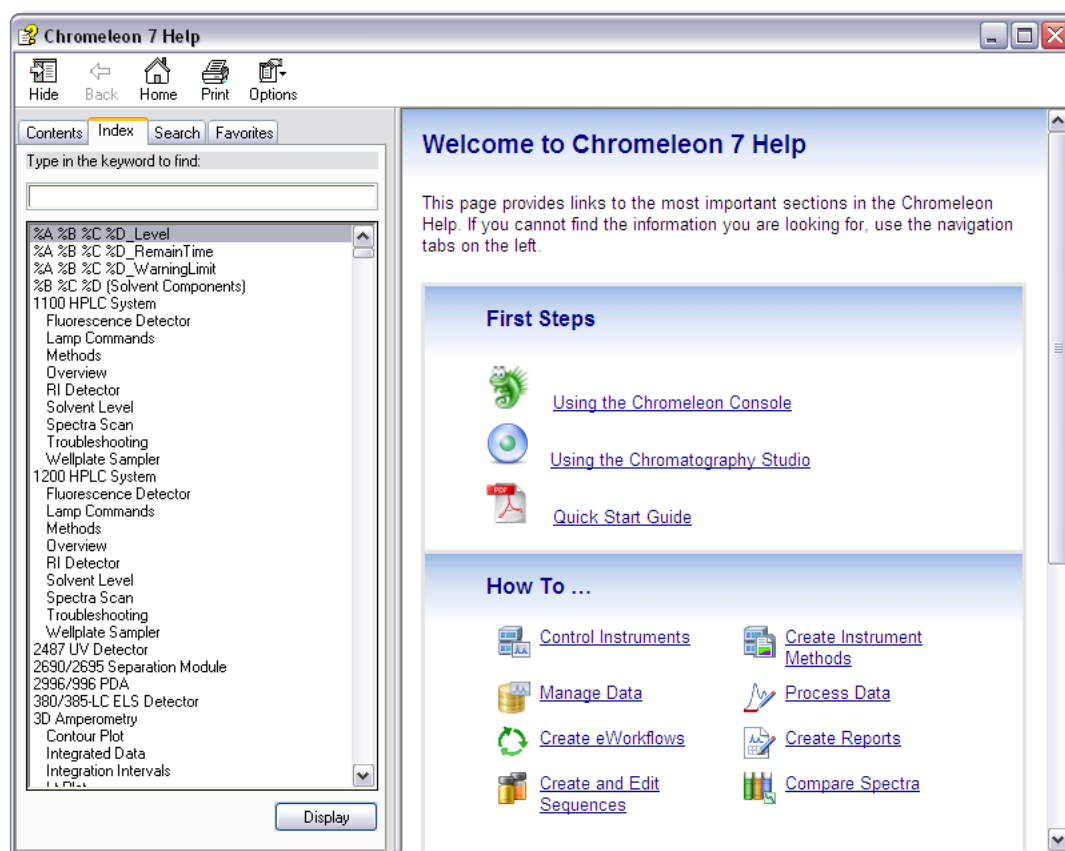 Chromeleon 7 Help
Hide Back Home Print Options
Contents Index Search Favorites
Type in the keyword to find:
%A %B %C %D_Level
%A %B %C %D_RemainTime
%A %B %C %D_WarningLimit
%B %C %D (Solvent Components)
1100 HPLC System
Fluorescence Detector
Lamp Commands
Methods
Overview
RI Detector
Solvent Level
Spectra Scan
Troubleshooting
Wellplate Sampler
1200 HPLC System
Fluorescence Detector
Lamp Commands
Methods
Overview
RI Detector
Solvent Level
Spectra Scan
Troubleshooting
Wellplate Sampler
2487 UV Detector
2690/2695 Separation Module
2996/996 PDA
380/385-LC ELS Detector
3D Amperometry
Contour Plot
Integrated Data
Integration Intervals
Display
Welcome to Chromeleon 7 Help
This page provides links to the most important sections in the Chromeleon
Help. If you cannot find the information you are looking for, use the navigation
tabs on the left.
First Steps
Using the Chromeleon Console
Using the Chromatography Studio
PDF
Quick Start Guide
How To ...
Control Instruments
Create Instrument
Methods
Manage Data
Process Data
Create eWorkflows
Create Reports
Create and Edit
Sequences
Compare Spectra